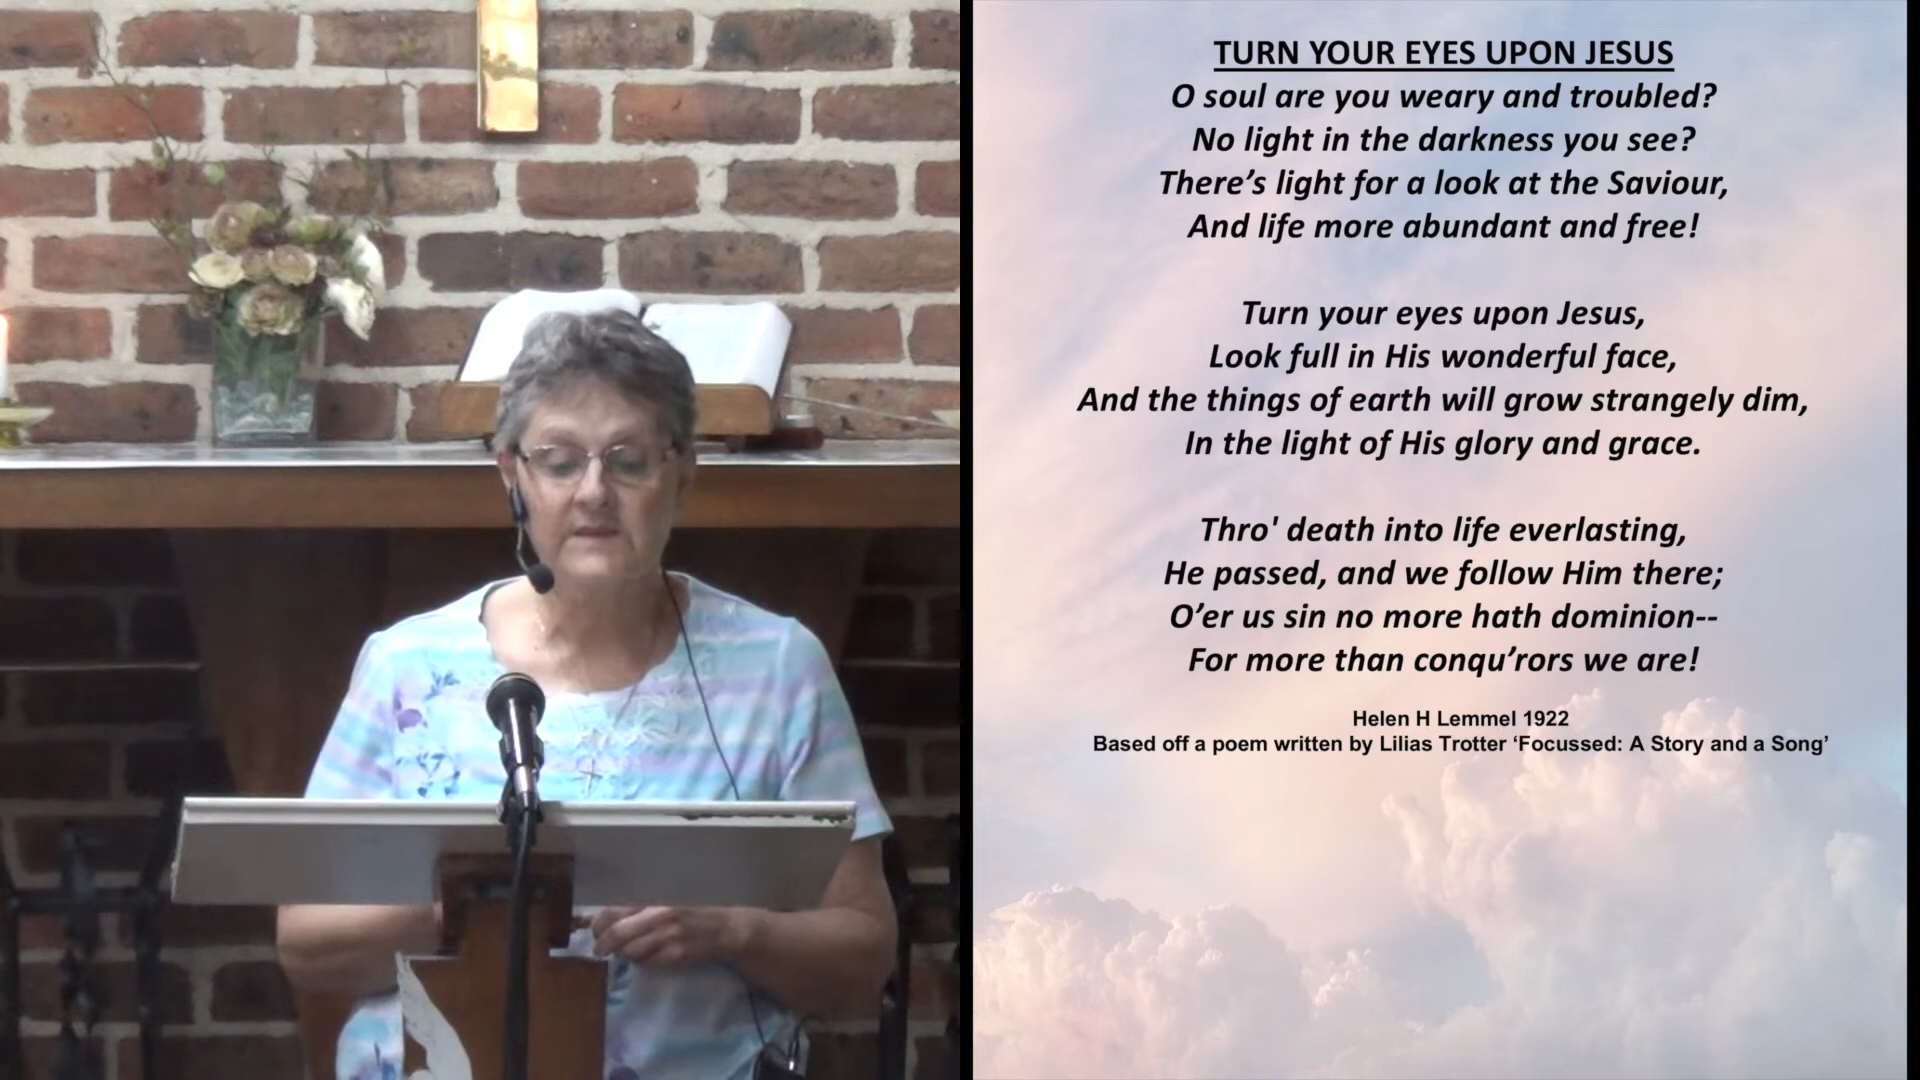 TURN YOUR EYES UPON JESUS
O soul are you weary and troubled?
No light in the darkness you see?
There’s light for a look at the Saviour,
And life more abundant and free!
Turn your eyes upon Jesus,
Look full in His wonderful face,
And the things of earth will grow strangely dim,
In the light of His glory and grace.
Thro' death into life everlasting,
He passed, and we follow Him there;
O’er us sin no more hath dominion--
For more than conqu’rors we are!
Helen H Lemmel 1922
Based off a poem written by Lilias Trotter ‘Focussed: A Story and a Song’